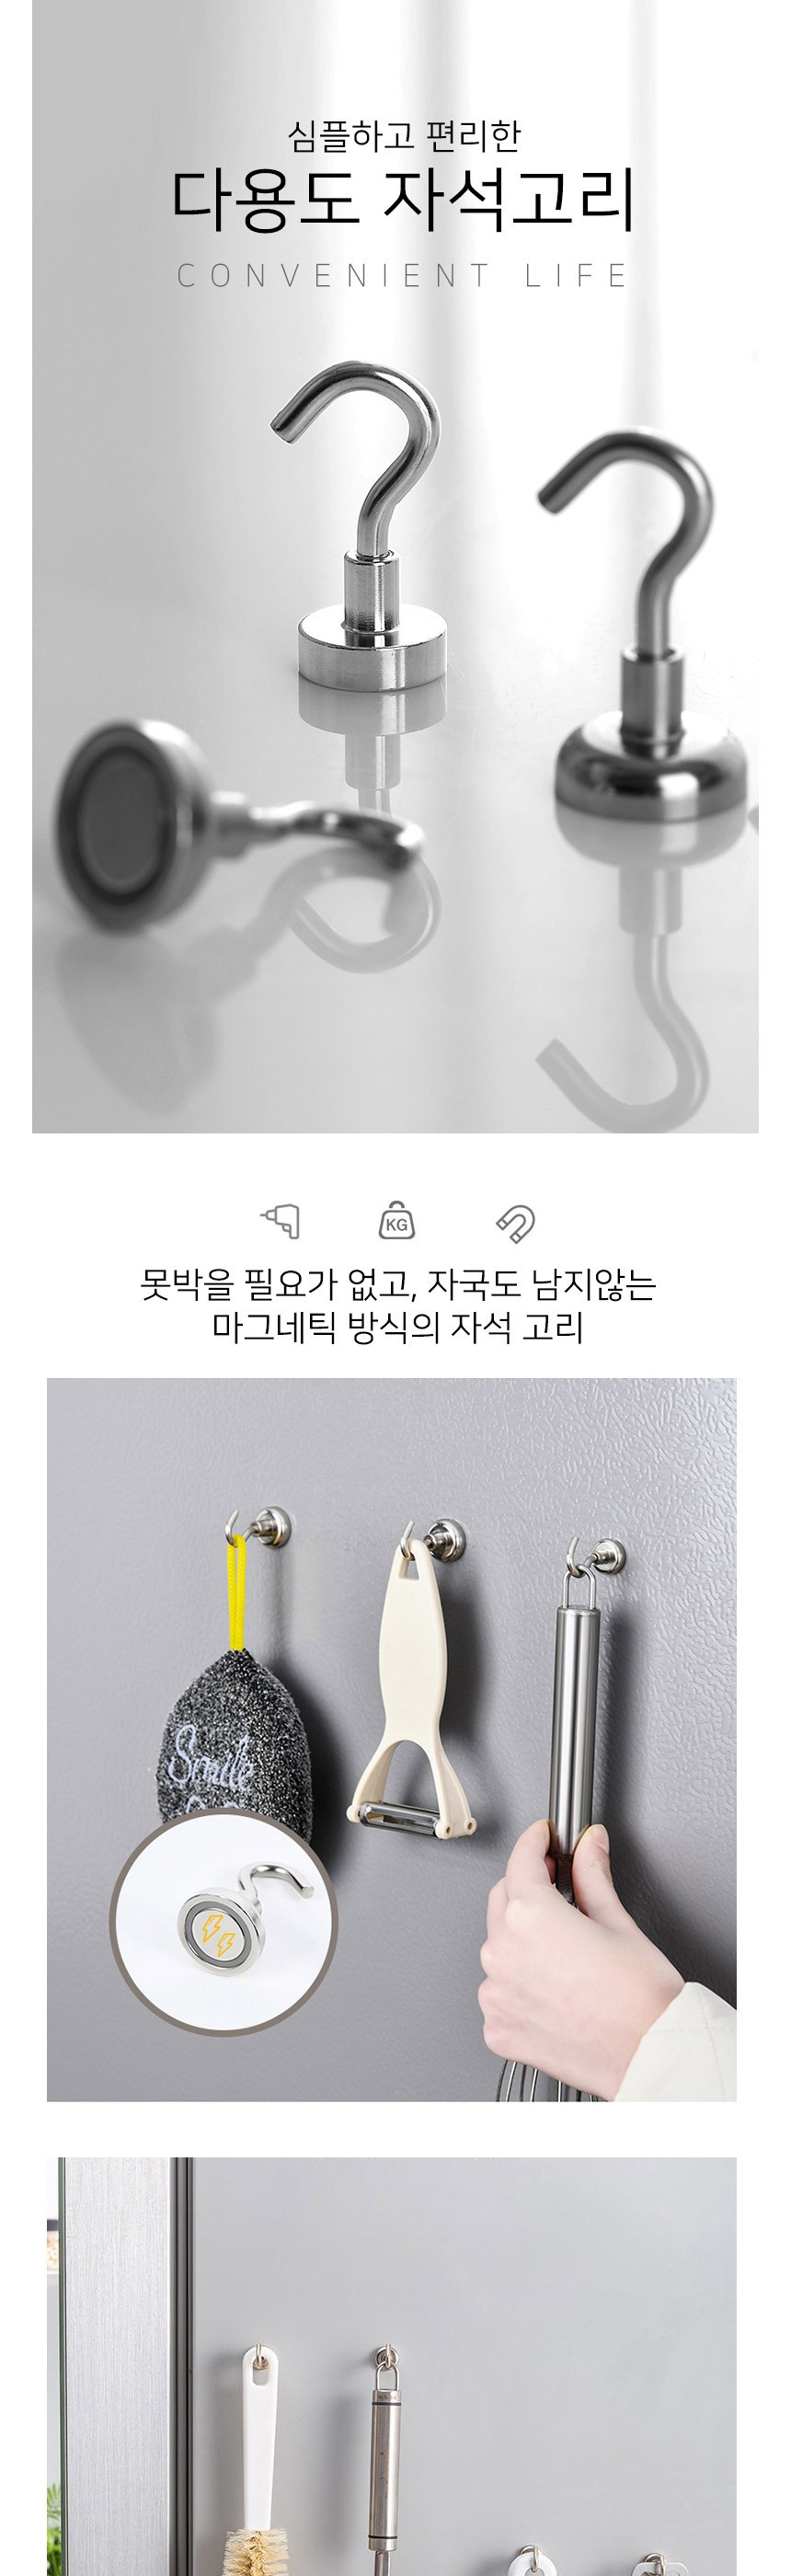 심플하고 편리한
다용도 자석고리
CONVENIENT LIFE
KG
못박을 필요가 없고, 자국도 남지않는
마그네틱 방식의 자석 고리
Smile